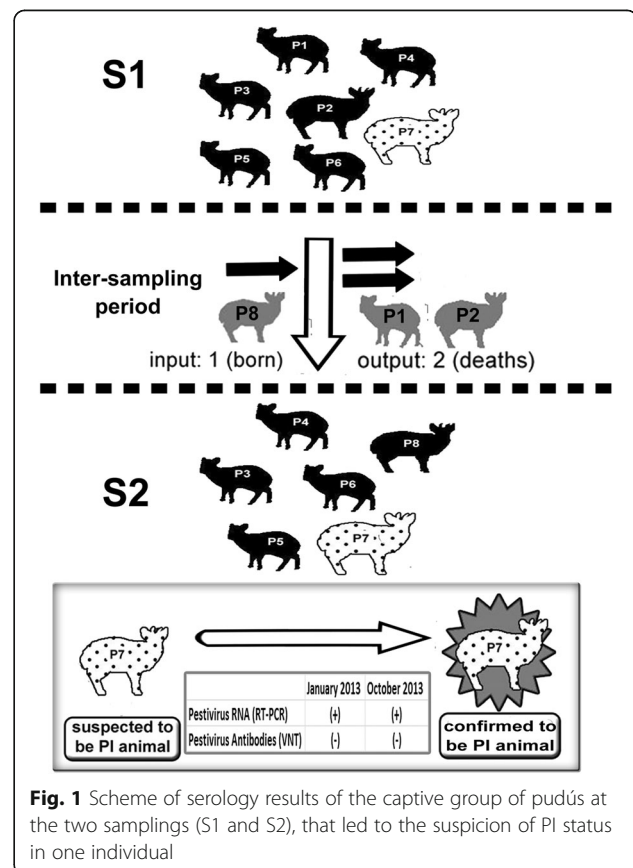 S1
P1
P4
P3
P2
P7
P5
P6
Inter-sampling
period
P8
P1
P2
input: 1 (born)
output: 2 (deaths)
S2
P4
P8
P3
P6
P5
P7
P7
suspected to
be PI animal
January 2013 October 2013
Pestivirus RNA (RT-PCR) (+) (+)
Pestivirus Antibodies (VNT) (-) (-)
P7
confirmed to
be PI animal
Fig. 1 Scheme of serology results of the captive group of pudús at
the two samplings (S1 and S2), that led to the suspicion of PI status
in one individual